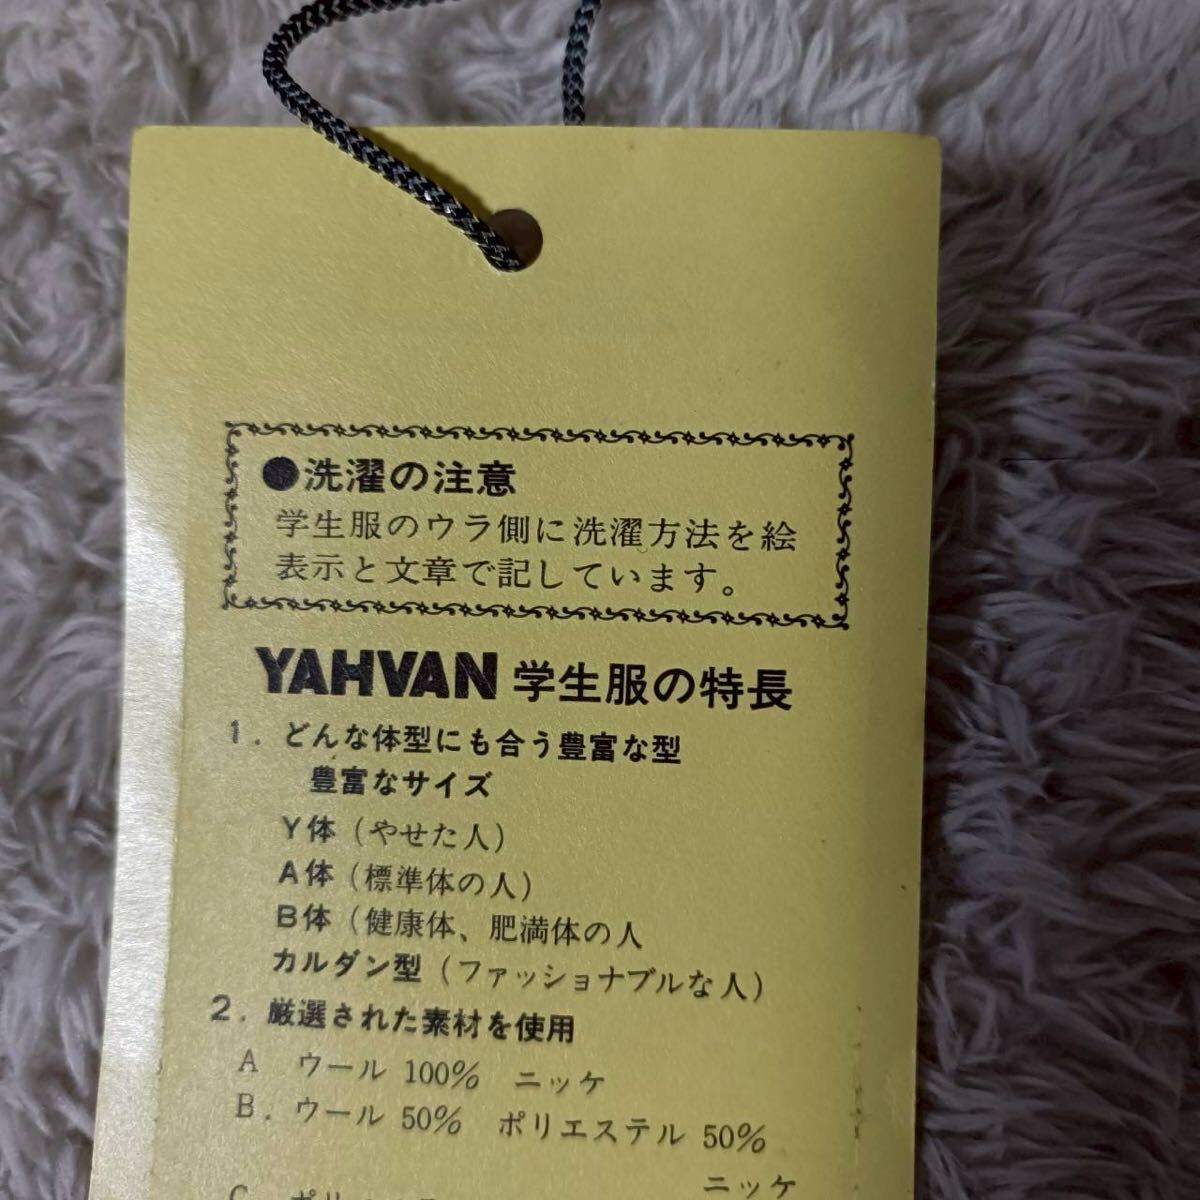 ●洗濯の注意
学生服のウラ側に洗濯方法を絵
表示と文章で記しています。
YAHVAN 学生服の特長
1. どんな体型にも合う豊富な型
豊富なサイズ
Y体（やせた人）
A体（標準体の人）
B体（健康体、肥満体の人
カルダン型（ファッショナブルな人）
2. 厳選された素材を使用
A ウール 100% ニッケ
B. ウール 50% ポリエステル 50%
ニッケ